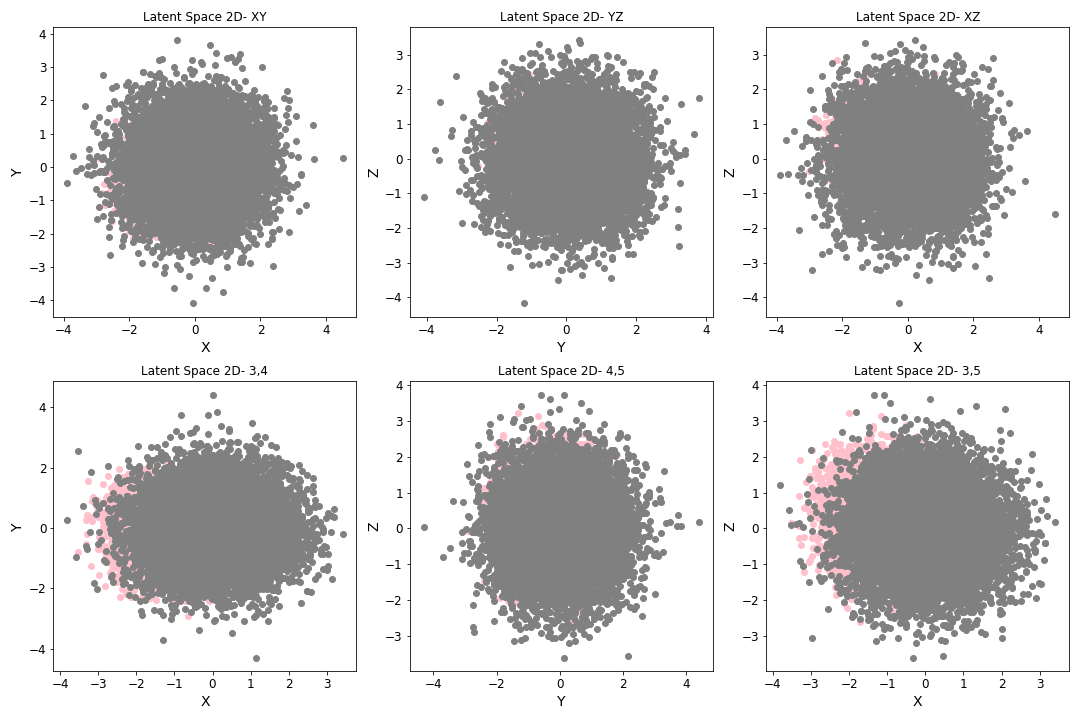 Latent Space 2D- XY
Latent Space 2D- YZ
Latent Space 2D- XZ
4
3
2
1
0
−1
−2
−3
−4
Y
−4 −2 0 2 4
X
3
2
1
0
−1
−2
−3
−4
Z
−4 −2 0 2 4
Y
3
2
1
0
−1
−2
−3
−4
Z
−4 −2 0 2 4
X
Latent Space 2D- 3,4
Latent Space 2D- 4,5
Latent Space 2D- 3,5
4
2
0
−2
−4
Y
−4 −3 −2 −1 0 1 2 3
X
4
3
2
1
0
−1
−2
−3
Z
−4 −2 0 2 4
Y
4
3
2
1
0
−1
−2
−3
Z
−4 −3 −2 −1 0 1 2 3
X